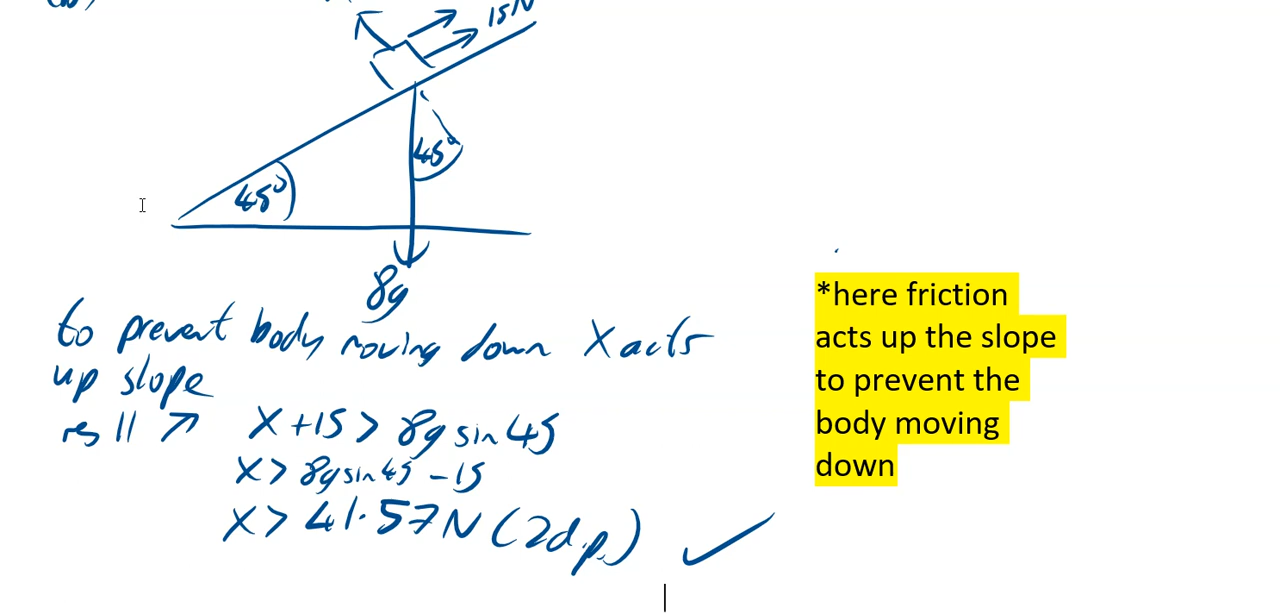 15N
45°
45°
8g
to prevent body moving down X acts
up slope
res || ↗ X + 15 > 8g sin 45
X > 8g sin 45 - 15
X > 41.57N (2d.p.)
*here friction
acts up the slope
to prevent the
body moving
down